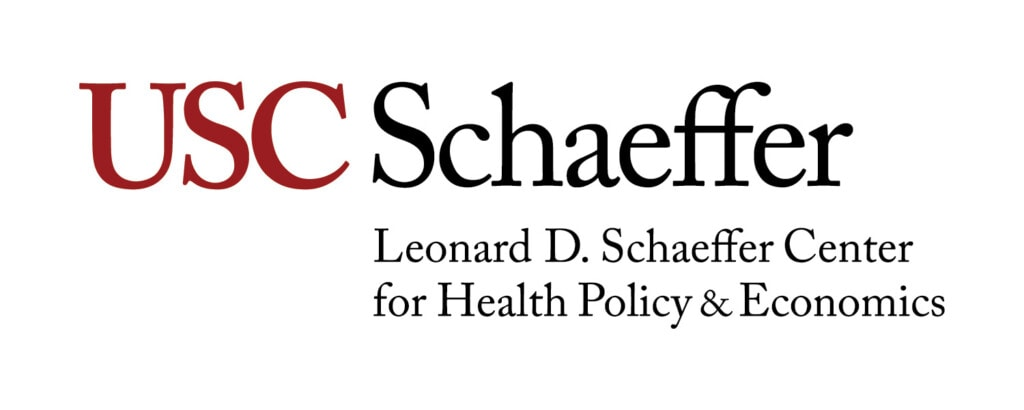 USC Schaeffer
Leonard D. Schaeffer Center
for Health Policy & Economics